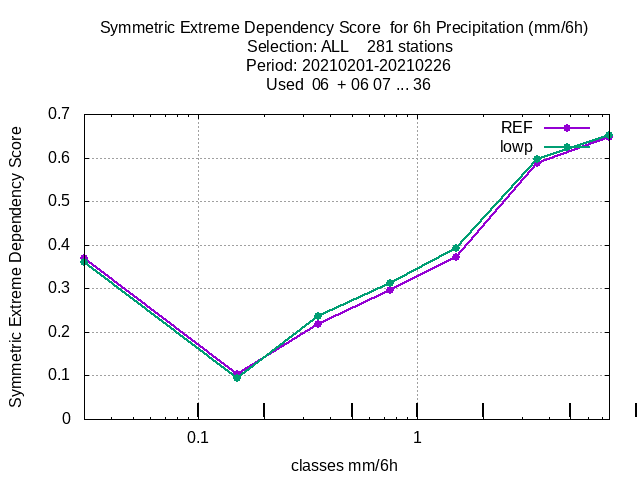 Symmetric Extreme Dependency Score  for 6h Precipitation (mm/6h)
Selection: ALL    281 stations
Period: 20210201-20210226
Used  06  + 06 07 ... 36
Symmetric Extreme Dependency Score
0.7
0.6
0.5
0.4
0.3
0.2
0.1
0
REF
lowp
0.1
1
classes mm/6h